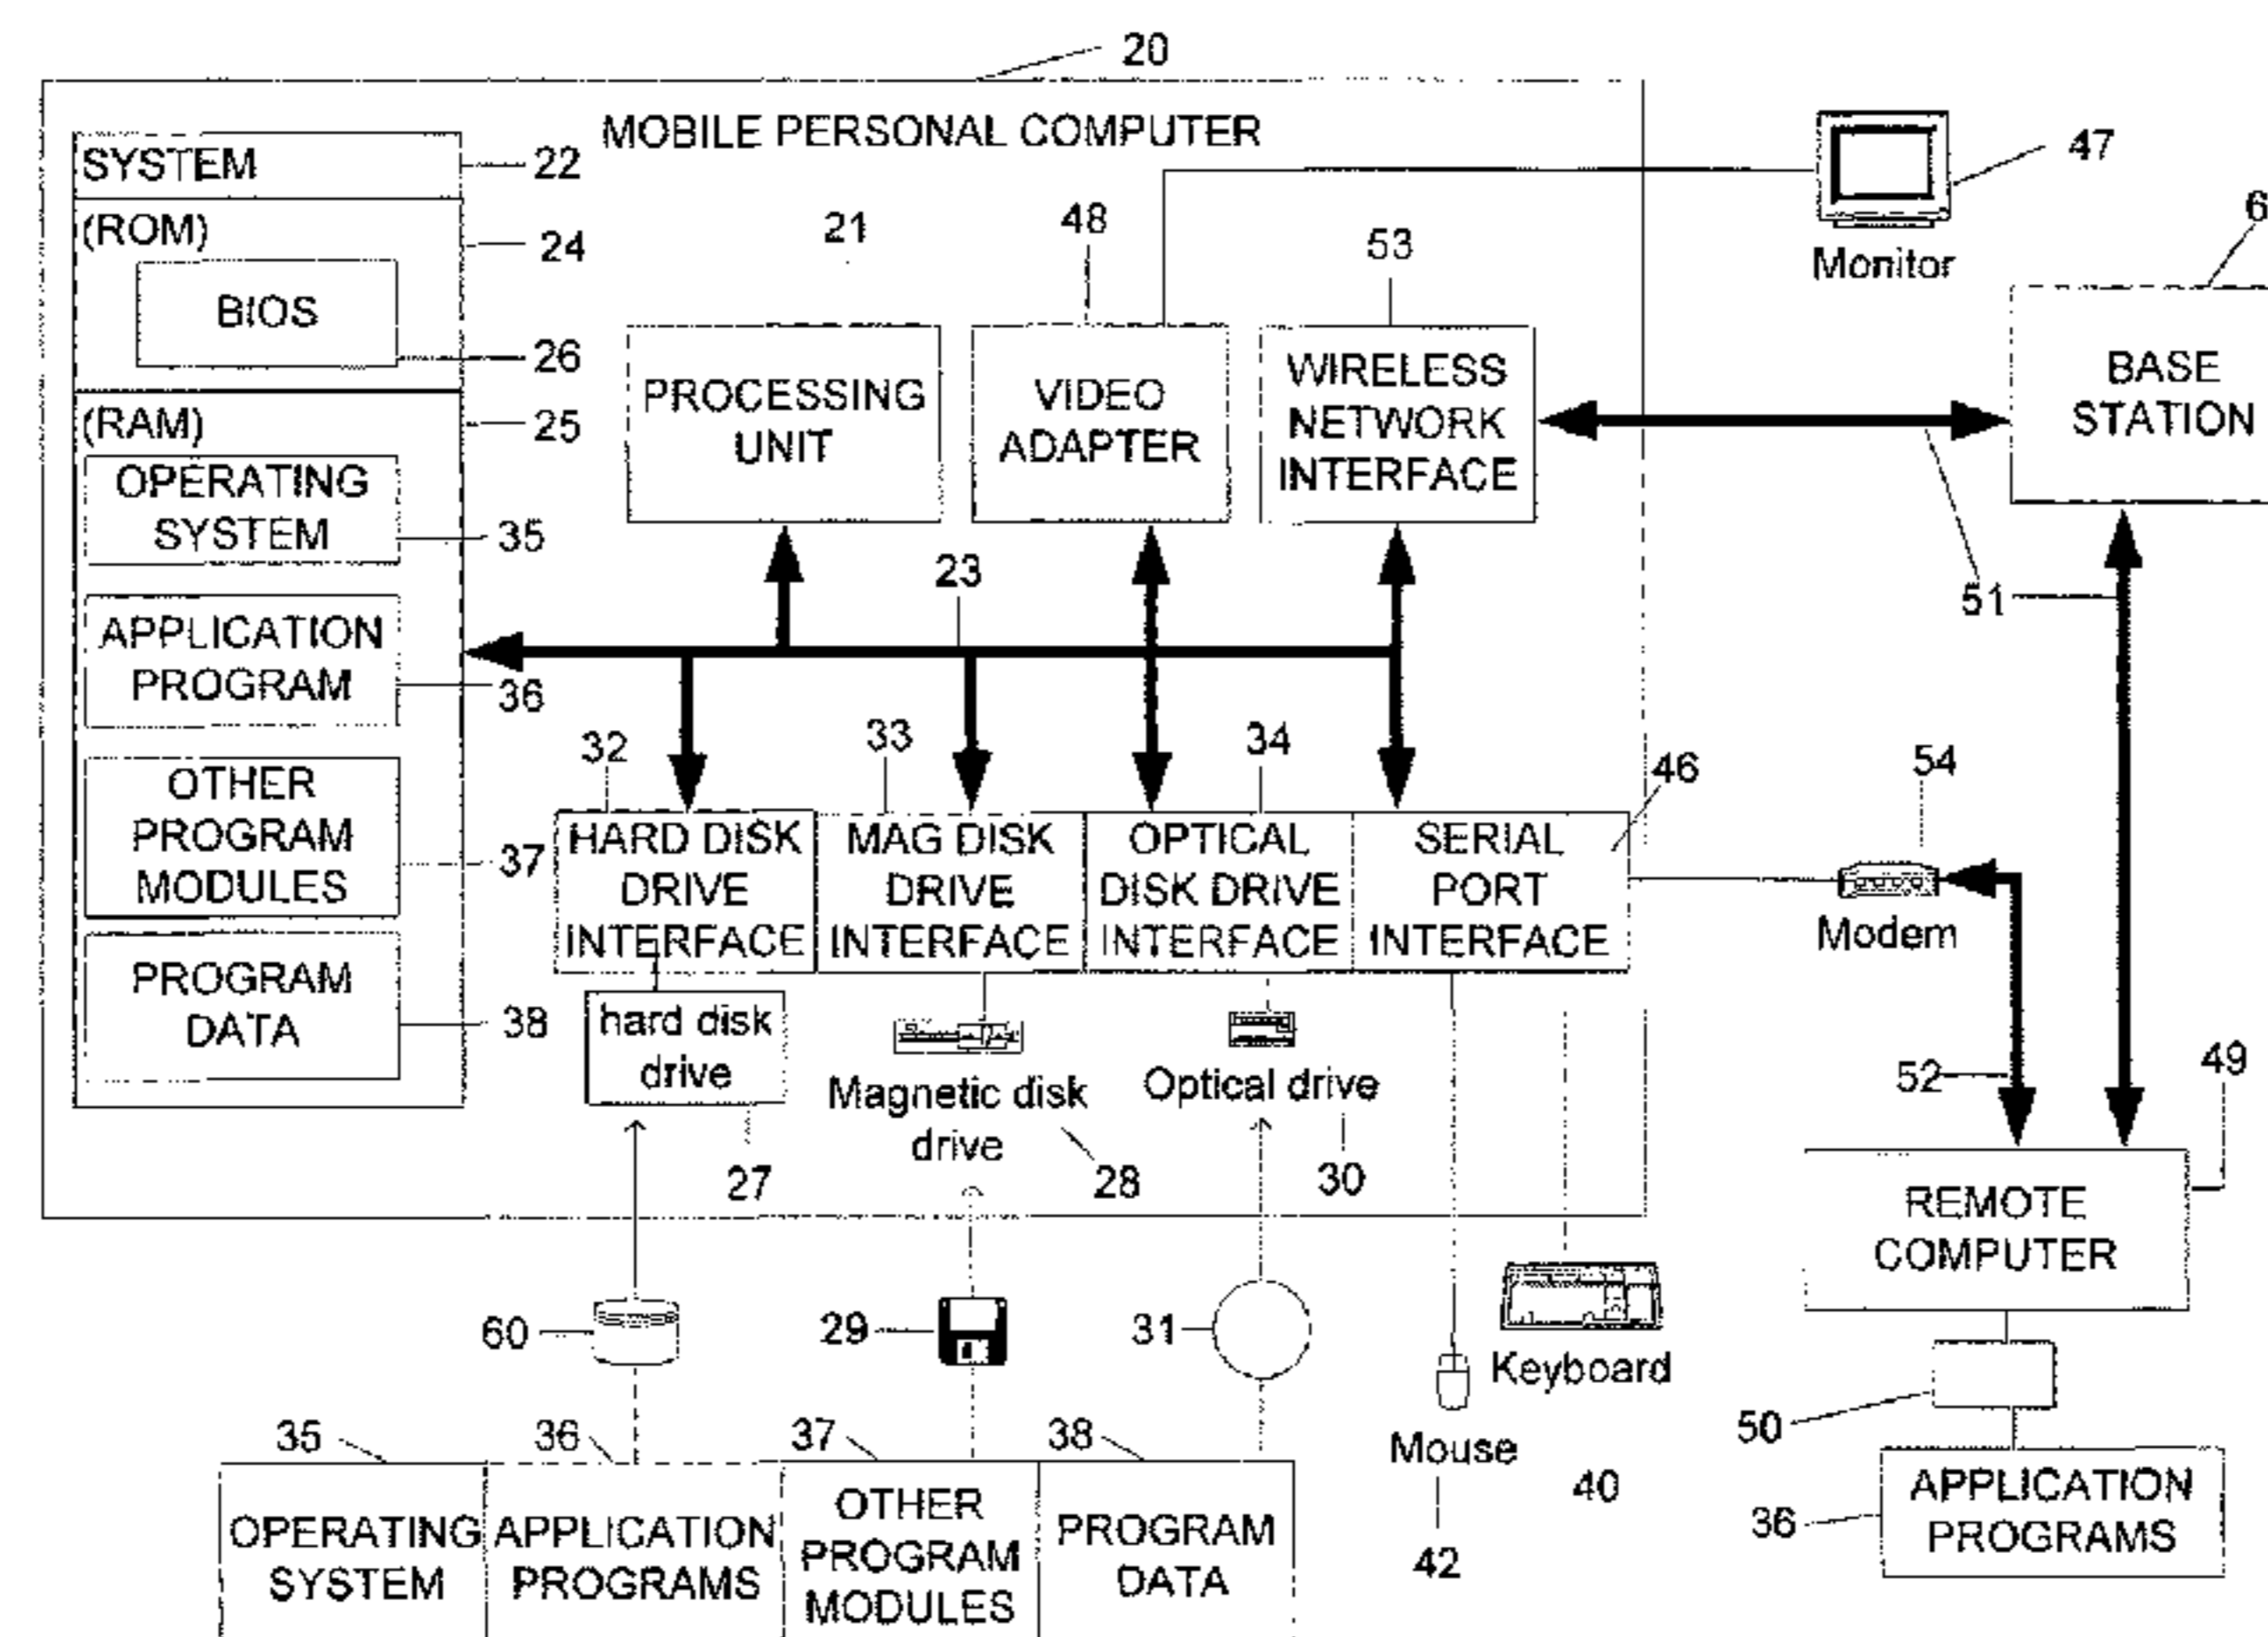 20
MOBILE PERSONAL COMPUTER
SYSTEM
22
(ROM)
24
BIOS
26
(RAM)
25
OPERATING
SYSTEM
35
APPLICATION
PROGRAM
36
OTHER
PROGRAM
MODULES
37
PROGRAM
DATA
38
21
PROCESSING
UNIT
48
VIDEO
ADAPTER
53
WIRELESS
NETWORK
INTERFACE
47
Monitor
BASE
STATION
51
23
32
HARD DISK
DRIVE
INTERFACE
33
MAG DISK
DRIVE
INTERFACE
34
OPTICAL
DISK DRIVE
INTERFACE
46
SERIAL
PORT
INTERFACE
54
Modem
hard disk
drive
27
Magnetic disk
drive
28
Optical drive
30
52
49
REMOTE
COMPUTER
60
29
31
Keyboard
40
Mouse
42
50
36
APPLICATION
PROGRAMS
35
OPERATING
SYSTEM
36
APPLICATION
PROGRAMS
37
OTHER
PROGRAM
MODULES
38
PROGRAM
DATA